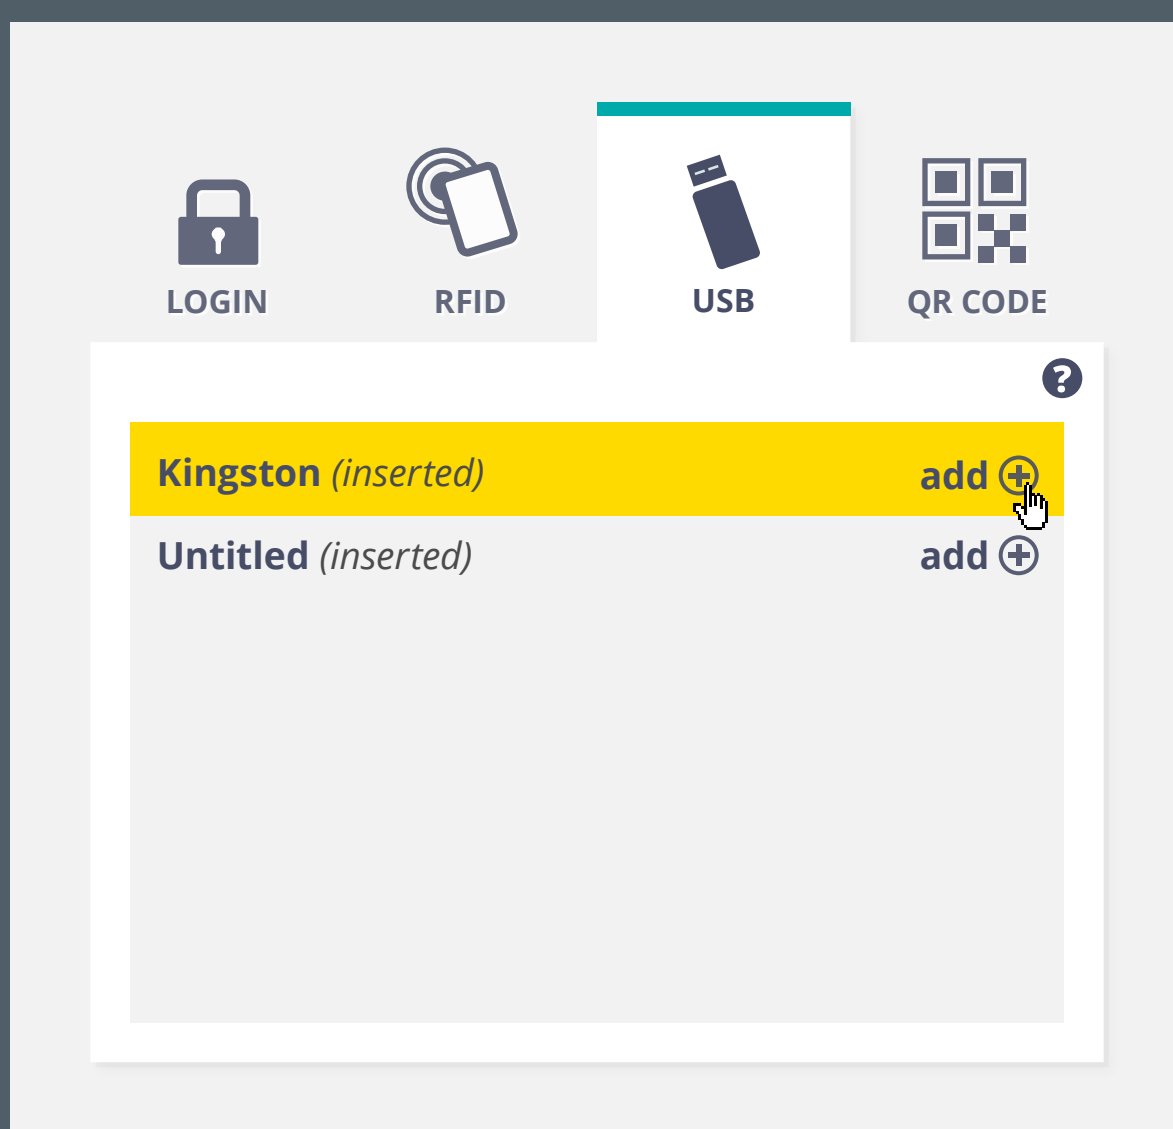 LOGIN RFID USB QR CODE
?
Kingston (inserted) add
Untitled (inserted) add